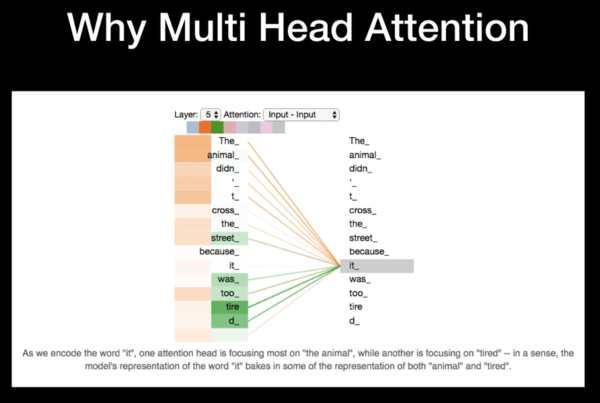 Why Multi Head Attention
Layer: 5 Attention: Input - Input
The_ The_
animal_ animal_
didn_ didn_
'_ '_
t_ t_
cross_ cross_
the_ the_
street_ street_
because_ because_
it_ it_
was_ was_
too_ too_
tire tire
d_ d_
As we encode the word "it", one attention head is focusing most on "the animal", while another is focusing on "tired" -- in a sense, the
model's representation of the word "it" bakes in some of the representation of both "animal" and "tired".